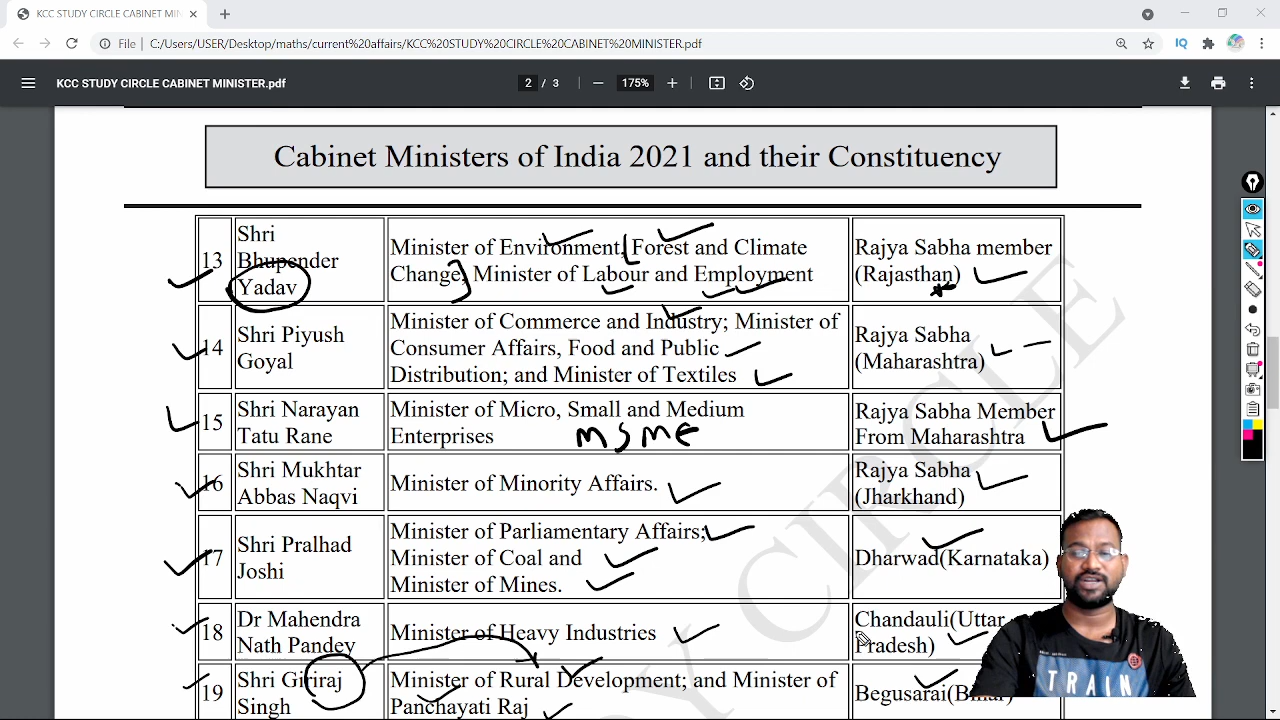 KCC STUDY CIRCLE CABINET MIN
File C:/Users/USER/Desktop/maths/current%20affairs/KCC%20STUDY%20CIRCLE%20CABINET%20MINISTER.pdf
IQ
KCC STUDY CIRCLE CABINET MINISTER.pdf
2 / 3
175%
Cabinet Ministers of India 2021 and their Constituency
13
Shri
Bhupender
Yadav
Minister of Environment, Forest and Climate
Change; Minister of Labour and Employment
Rajya Sabha member
(Rajasthan)
14
Shri Piyush
Goyal
Minister of Commerce and Industry; Minister of
Consumer Affairs, Food and Public
Distribution; and Minister of Textiles
Rajya Sabha
(Maharashtra)
15
Shri Narayan
Tatu Rane
Minister of Micro, Small and Medium
Enterprises
MSME
Rajya Sabha Member
From Maharashtra
16
Shri Mukhtar
Abbas Naqvi
Minister of Minority Affairs.
Rajya Sabha
(Jharkhand)
17
Shri Pralhad
Joshi
Minister of Parliamentary Affairs;
Minister of Coal and
Minister of Mines.
Dharwad(Karnataka)
18
Dr Mahendra
Nath Pandey
Minister of Heavy Industries
Chandauli(Uttar
Pradesh)
19
Shri Giriraj
Singh
Minister of Rural Development; and Minister of
Panchayati Raj
Begusarai(Bihar)
CIRCLE
TRAIN